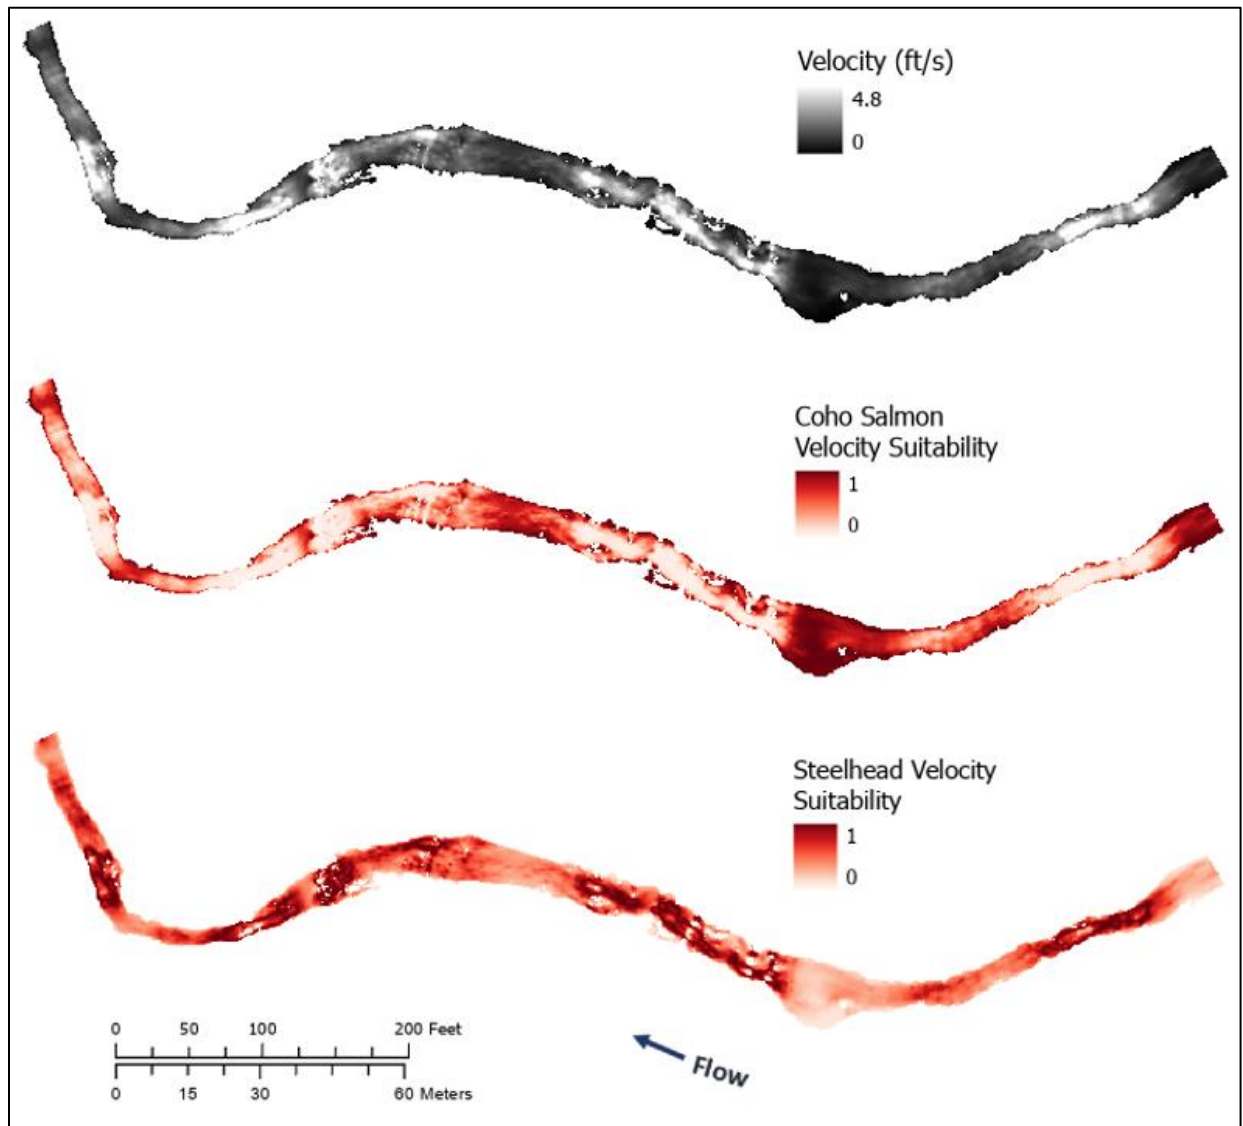 Velocity (ft/s)
4.8
0
Coho Salmon
Velocity Suitability
1
0
Steelhead Velocity
Suitability
1
0
0 50 100 200 Feet
0 15 30 60 Meters
Flow